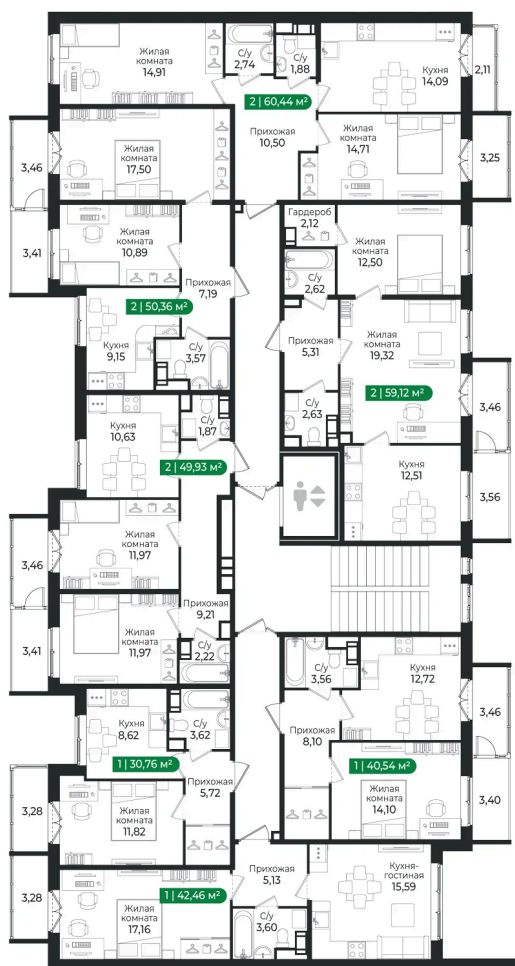 Жилая
комната
14,91
С/у
2,74
С/у
1,88
Кухня
14,09
2,11
2 | 60,44 м²
Прихожая
10,50
Жилая
комната
14,71
3,25
3,46
Жилая
комната
17,50
3,41
Жилая
комната
10,89
Гардероб
2,12
Жилая
комната
12,50
С/у
2,62
Прихожая
7,19
2 | 50,36 м²
Кухня
9,15
С/у
3,57
Прихожая
5,31
Жилая
комната
19,32
2 | 59,12 м²
С/у
2,63
3,46
Кухня
10,63
С/у
1,87
2 | 49,93 м²
Кухня
12,51
3,56
3,46
Жилая
комната
11,97
Прихожая
9,21
3,41
Жилая
комната
11,97
С/у
2,22
С/у
3,56
Кухня
12,72
3,46
Кухня
8,62
С/у
3,62
Прихожая
8,10
1 | 30,76 м²
1 | 40,54 м²
Прихожая
5,72
3,28
Жилая
комната
11,82
Жилая
комната
14,10
3,40
3,28
Жилая
комната
17,16
1 | 42,46 м²
Прихожая
5,13
С/у
3,60
Кухня-
гостиная
15,59